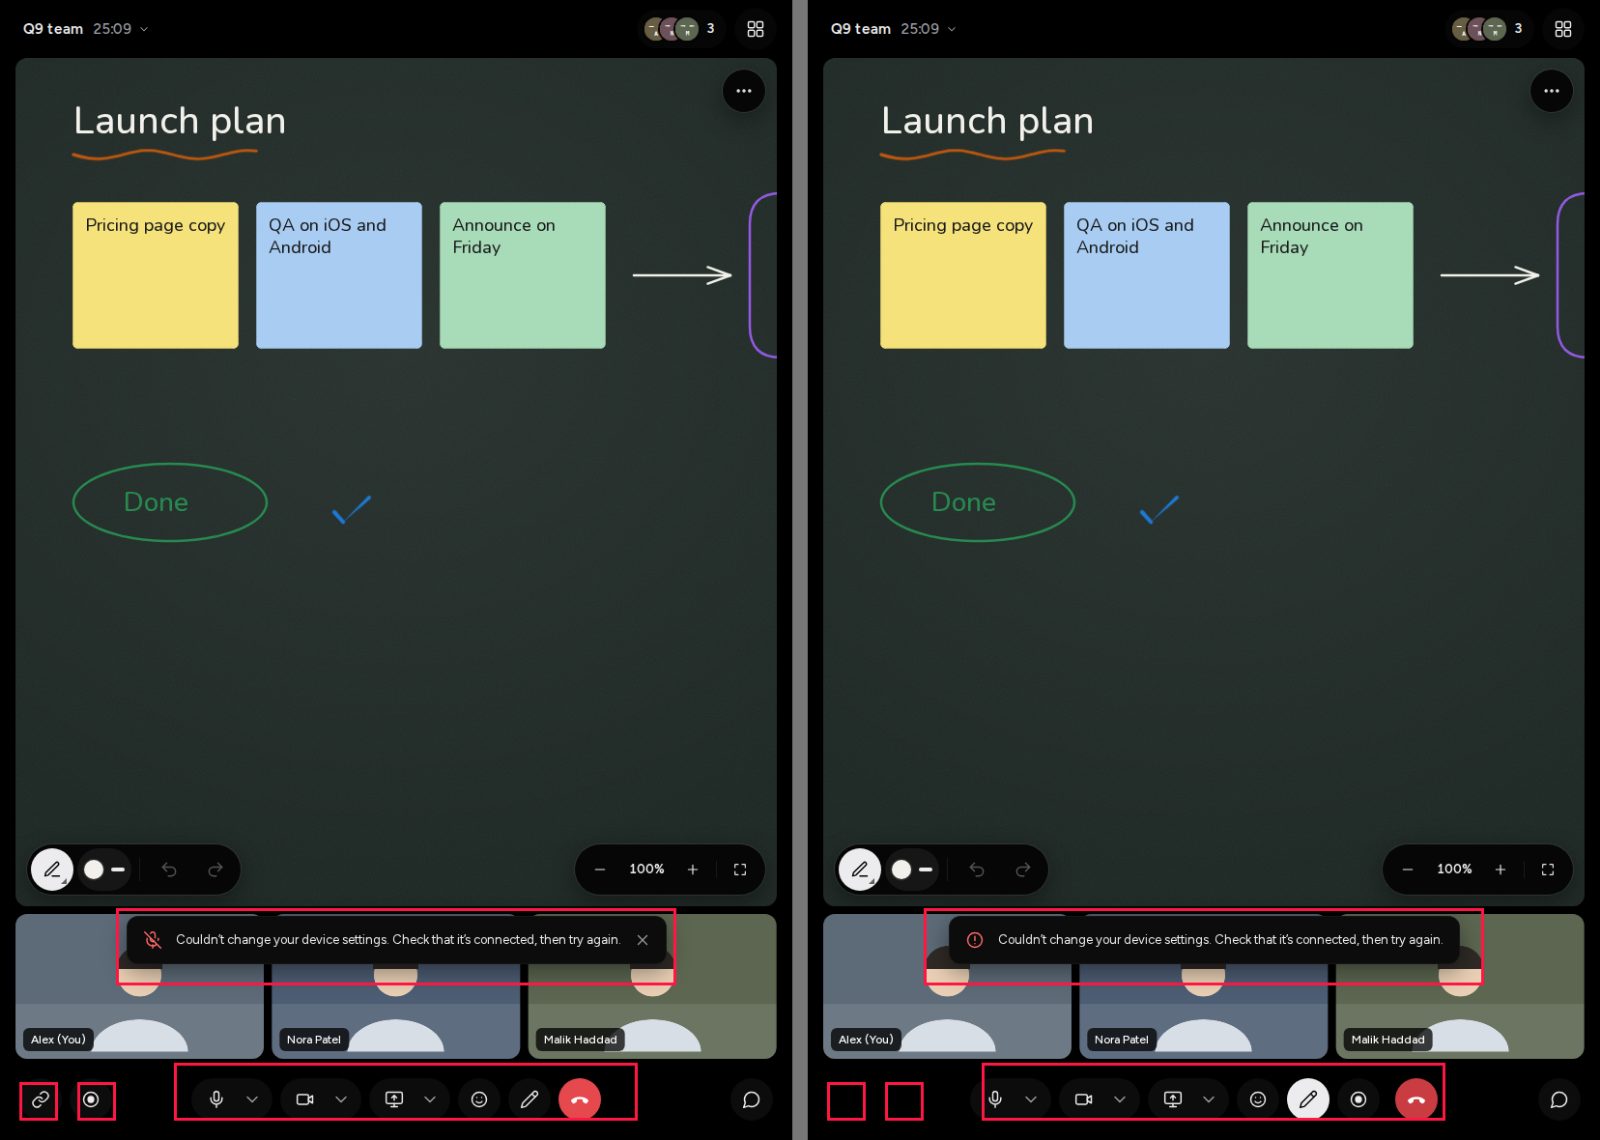 Q9 team 25:09
3
Launch plan
Pricing page copy
QA on iOS and
Android
Announce on
Friday
Done
100%
Couldn't change your device settings. Check that it's connected, then try again.
Alex (You)
Nora Patel
Malik Haddad
Q9 team 25:09
3
Launch plan
Pricing page copy
QA on iOS and
Android
Announce on
Friday
Done
100%
Couldn't change your device settings. Check that it's connected, then try again.
Alex (You)
Nora Patel
Malik Haddad